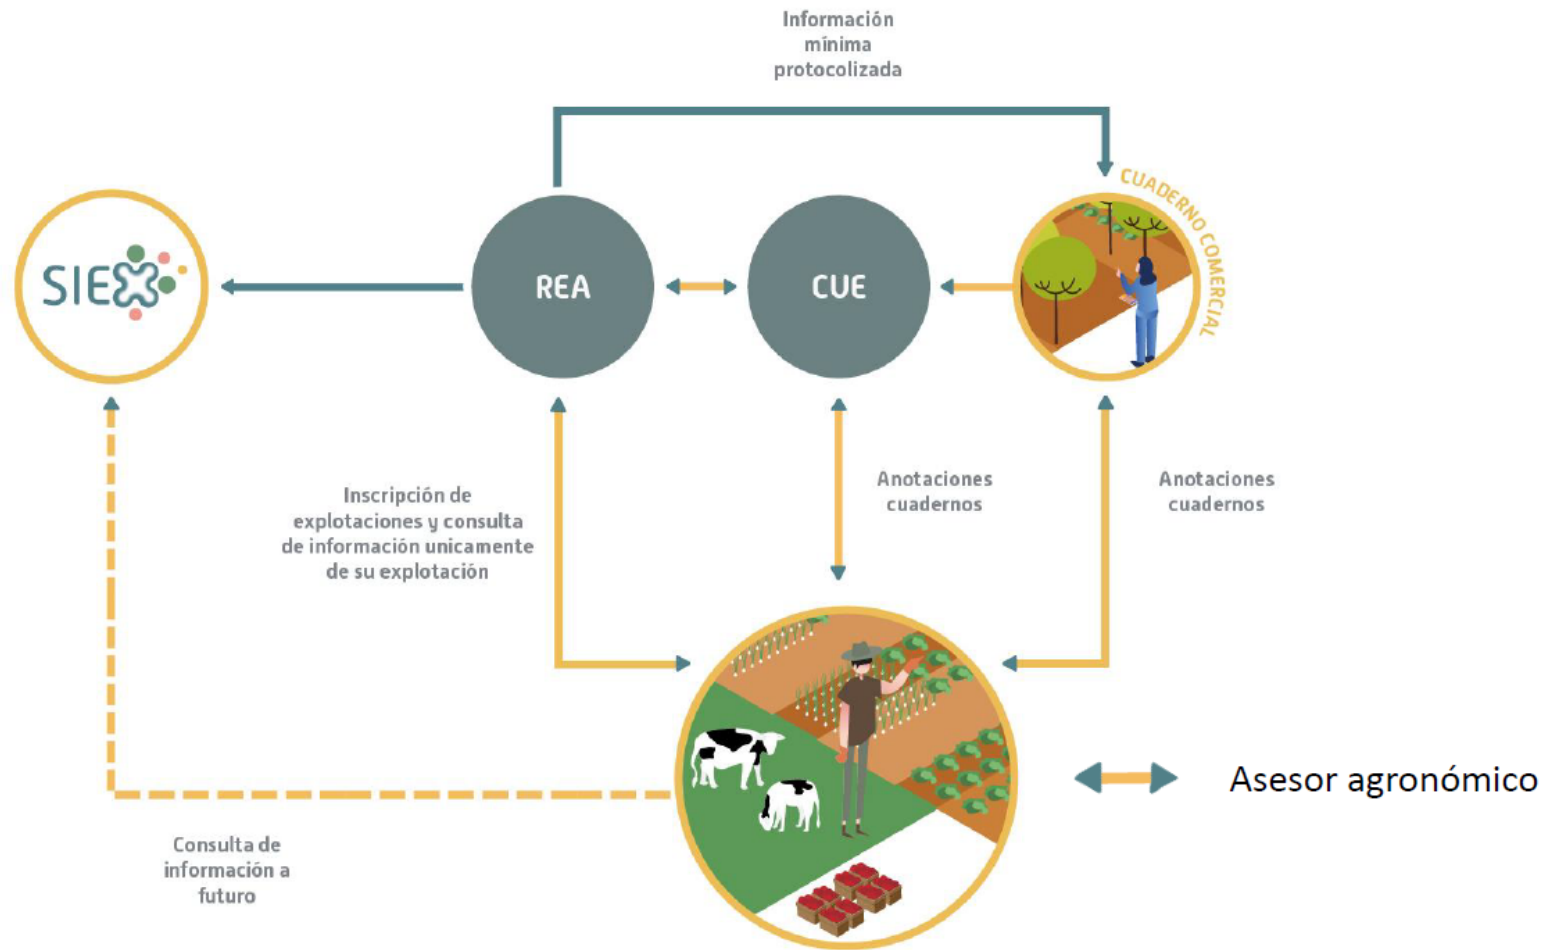 Información
mínima
protocolizada
CUADERNO COMERCIAL
SIEX
REA
CUE
Anotaciones
cuadernos
Anotaciones
cuadernos
Inscripción de
explotaciones y consulta
de información unicamente
de su explotación
Asesor agronómico
Consulta de
información a
futuro